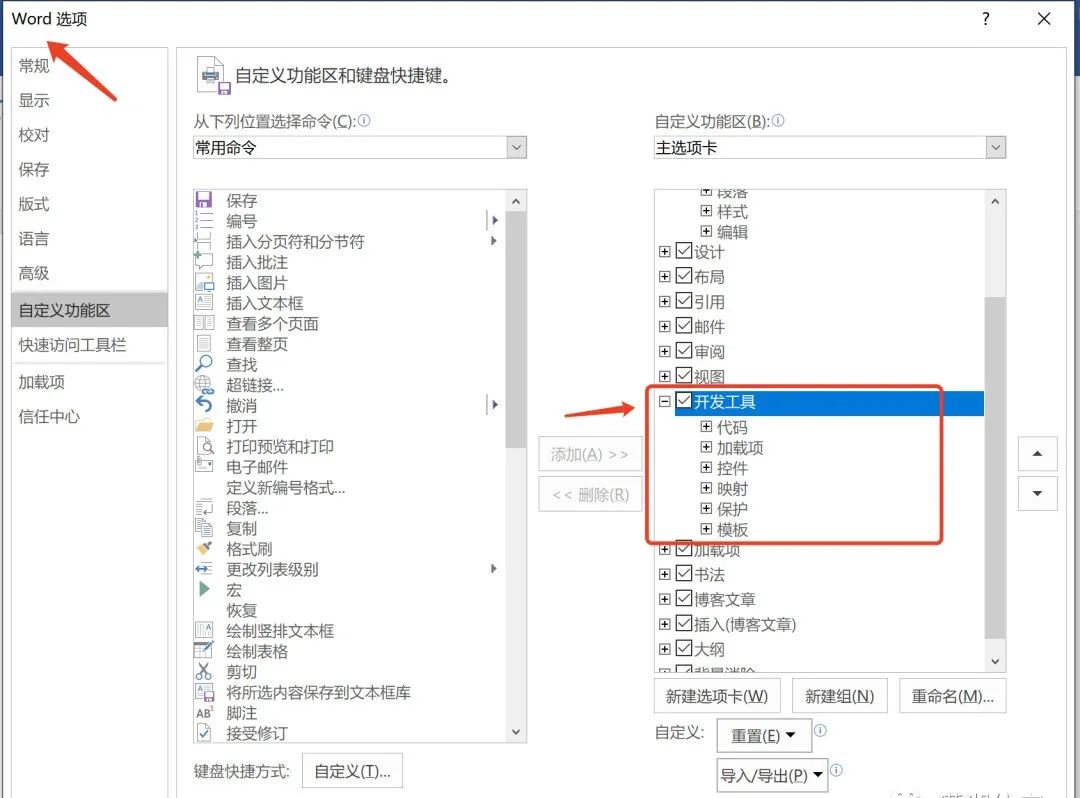 Word 选项
?
常规
显示
校对
保存
版式
语言
高级
自定义功能区
快速访问工具栏
加载项
信任中心
自定义功能区和键盘快捷键。
从下列位置选择命令(C):
常用命令
保存
编号
插入分页符和分节符
插入批注
插入图片
插入文本框
查看多个页面
查看整页
查找
超链接...
撤消
打开
打印预览和打印
电子邮件
定义新编号格式...
段落...
复制
格式刷
更改列表级别
宏
恢复
绘制竖排文本框
绘制表格
剪切
将所选内容保存到文本框库
脚注
接受修订
键盘快捷方式:
自定义(T)...
添加(A) >>
<< 删除(R)
自定义功能区(B):
主选项卡
段落
样式
编辑
设计
布局
引用
邮件
审阅
视图
开发工具
代码
加载项
控件
映射
保护
模板
加载项
书法
博客文章
插入(博客文章)
大纲
背景消除
新建选项卡(W)
新建组(N)
重命名(M)...
自定义:
重置(E)
导入/导出(P)